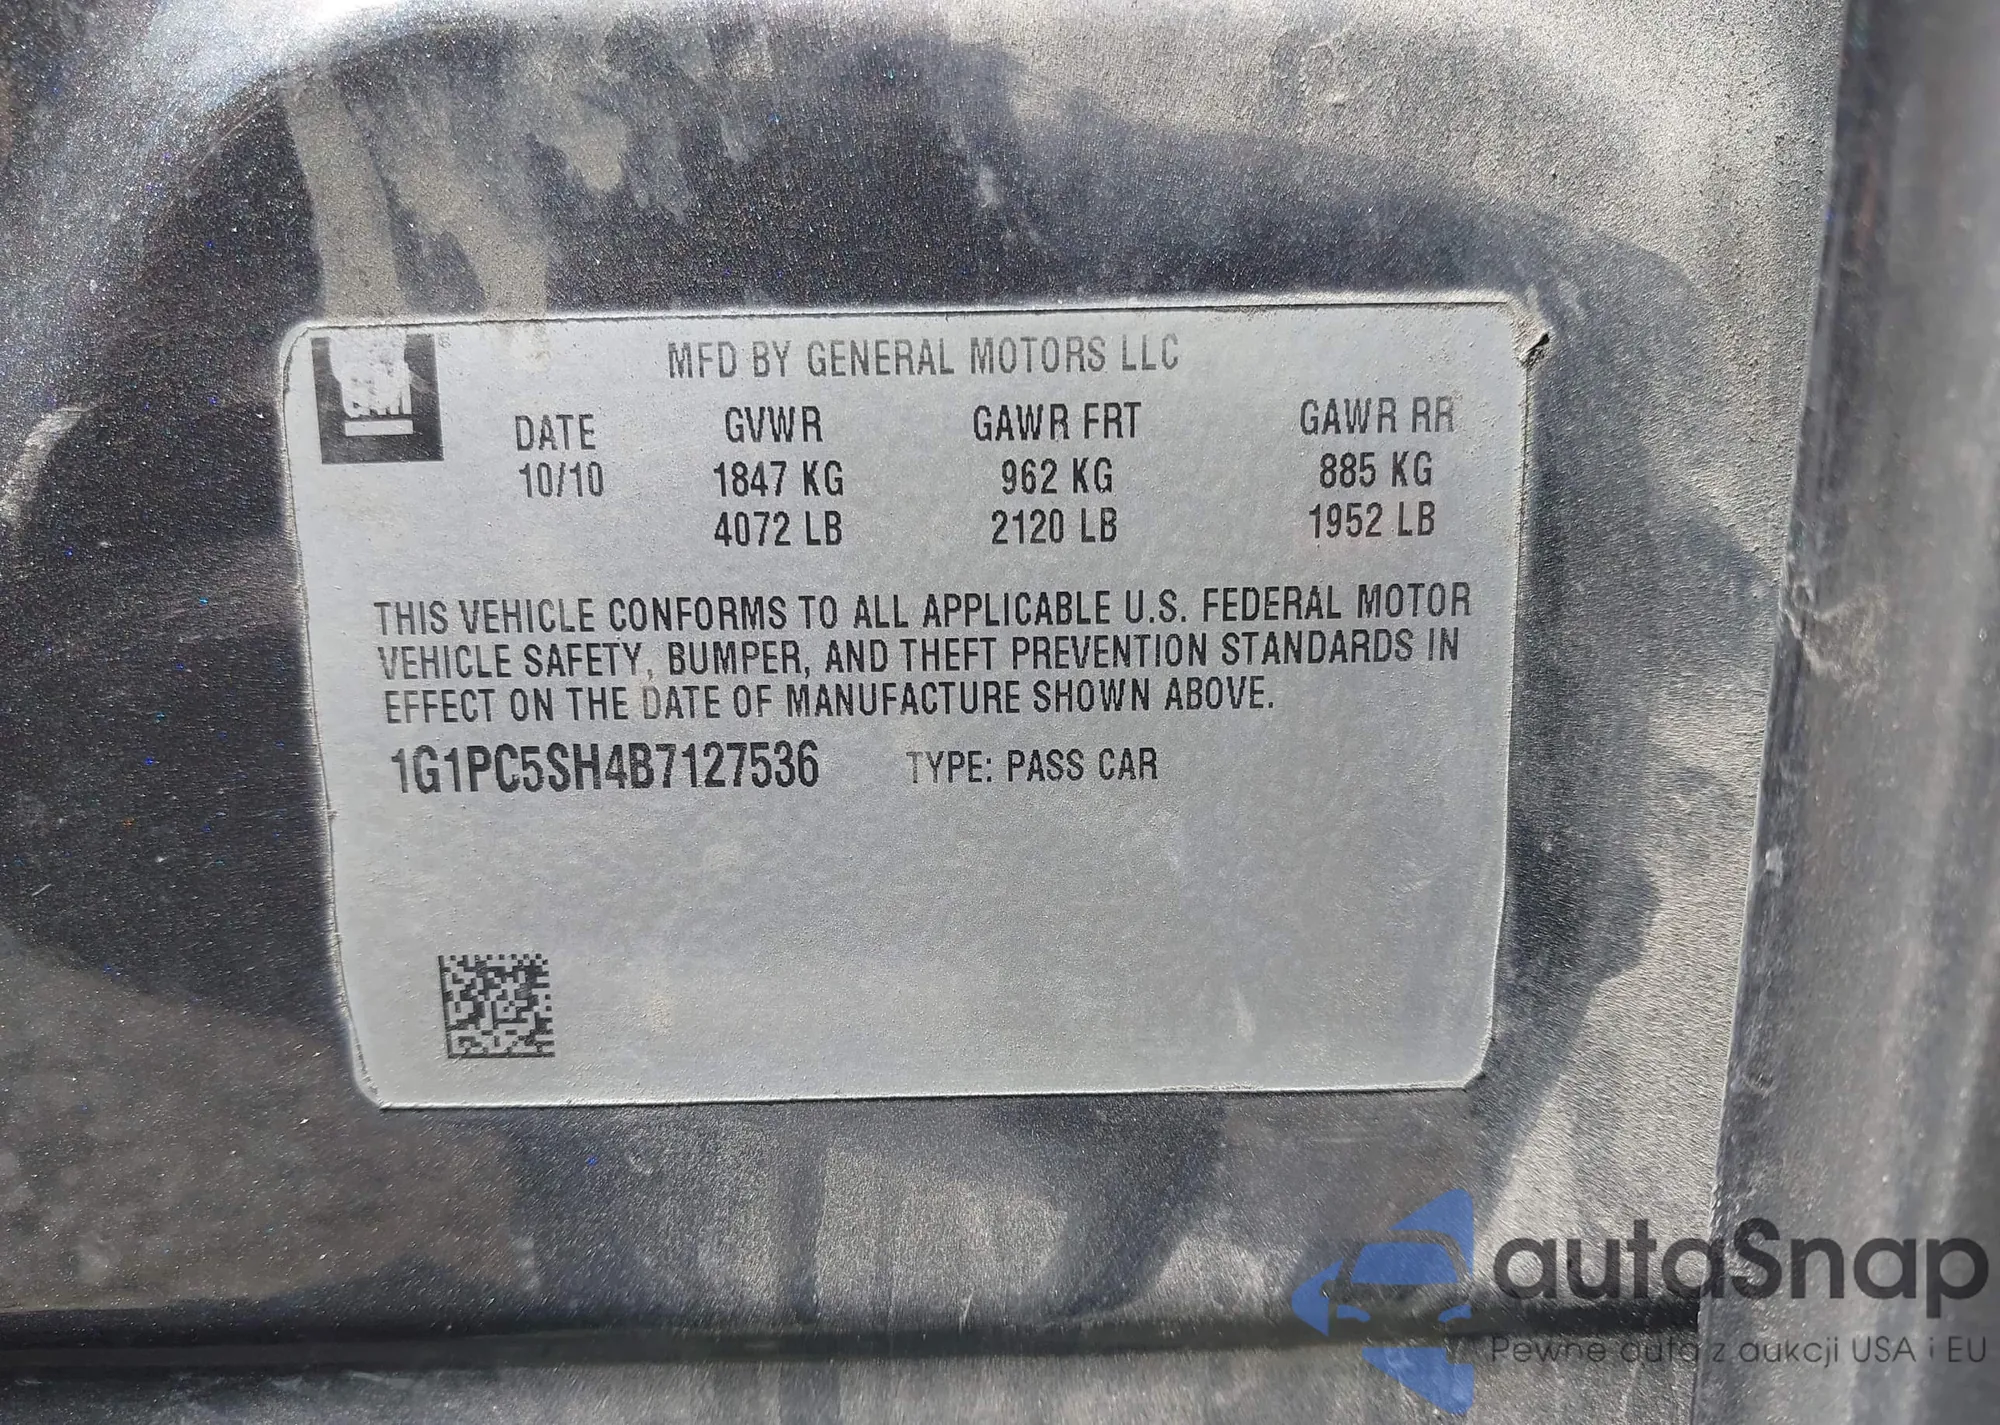 GM
MFD BY GENERAL MOTORS LLC
DATE GVWR GAWR FRT GAWR RR
10/10 1847 KG 962 KG 885 KG
4072 LB 2120 LB 1952 LB
THIS VEHICLE CONFORMS TO ALL APPLICABLE U.S. FEDERAL MOTOR
VEHICLE SAFETY, BUMPER, AND THEFT PREVENTION STANDARDS IN
EFFECT ON THE DATE OF MANUFACTURE SHOWN ABOVE.
1G1PC5SH4B7127536 TYPE: PASS CAR
autaSnap
Pewne auta z aukcji USA i EU